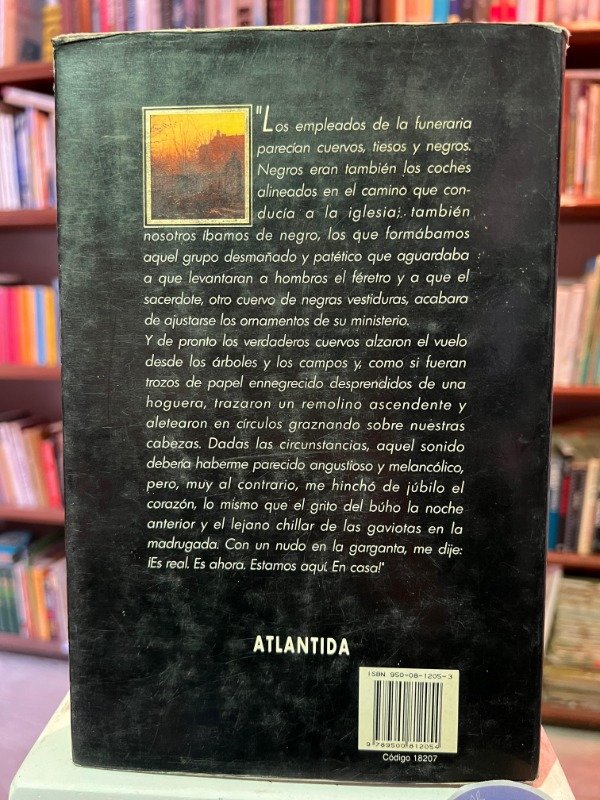 "Los empleados de la funeraria
parecían cuervos, tiesos y negros.
Negros eran también los coches
alineados en el camino que con-
ducía a la iglesia; también
nosotros íbamos de negro, los que formábamos
aquel grupo desmañado y patético que aguardaba
a que levantaran a hombros el féretro y a que el
sacerdote, otro cuervo de negras vestiduras, acabara
de ajustarse los ornamentos de su ministerio.
Y de pronto los verdaderos cuervos alzaron el vuelo
desde los árboles y los campos y, como si fueran
trozos de papel ennegrecido desprendidos de una
hoguera, trazaron un remolino ascendente y
aletearon en círculos graznando sobre nuestras
cabezas. Dadas las circunstancias, aquel sonido
debería haberme parecido angustioso y melancólico,
pero, muy al contrario, me hinchó de júbilo el
corazón, lo mismo que el grito del búho la noche
anterior y el lejano chillar de las gaviotas en la
madrugada. Con un nudo en la garganta, me dije:
¡Es real. Es ahora. Estamos aquí. En casa!"
ATLANTIDA
ISBN 950-08-1205-3
9 789500 812054
Código 18207